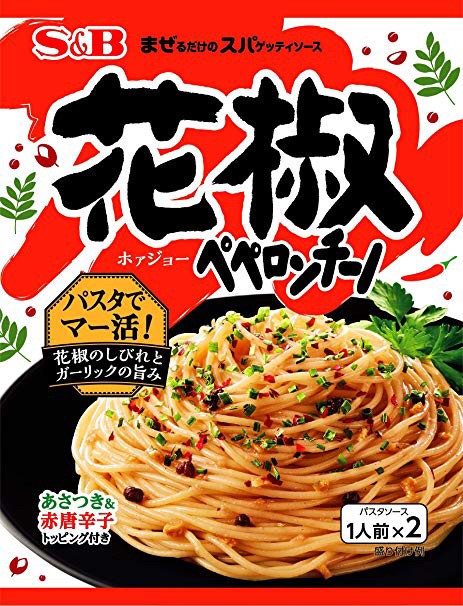 S&B まぜるだけのスパゲッティソース
花椒
ホアジョー ペペロンチーノ
パスタで
マー活!
花椒のしびれと
ガーリックの旨み
あさつき&
赤唐辛子
トッピング付き
パスタソース
1人前×2
盛り付け例